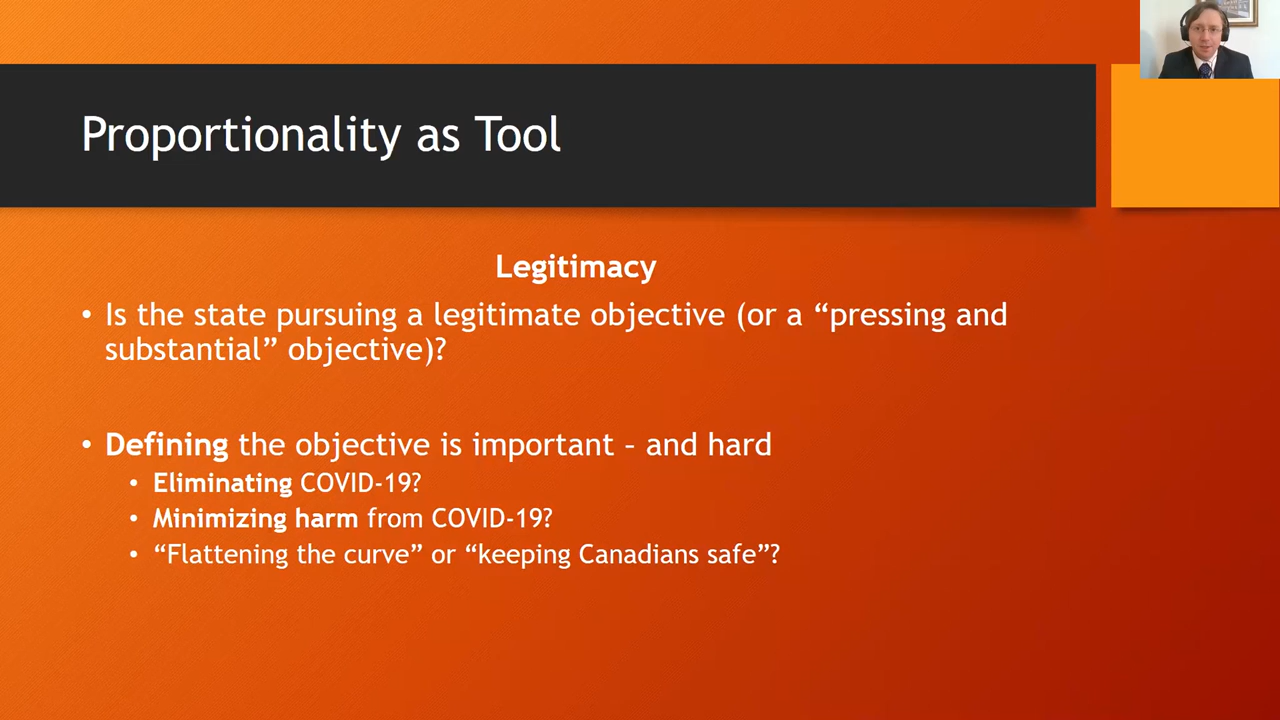 Proportionality as Tool
Legitimacy
• Is the state pursuing a legitimate objective (or a “pressing and
substantial” objective)?
• Defining the objective is important – and hard
• Eliminating COVID-19?
• Minimizing harm from COVID-19?
• “Flattening the curve” or “keeping Canadians safe”?